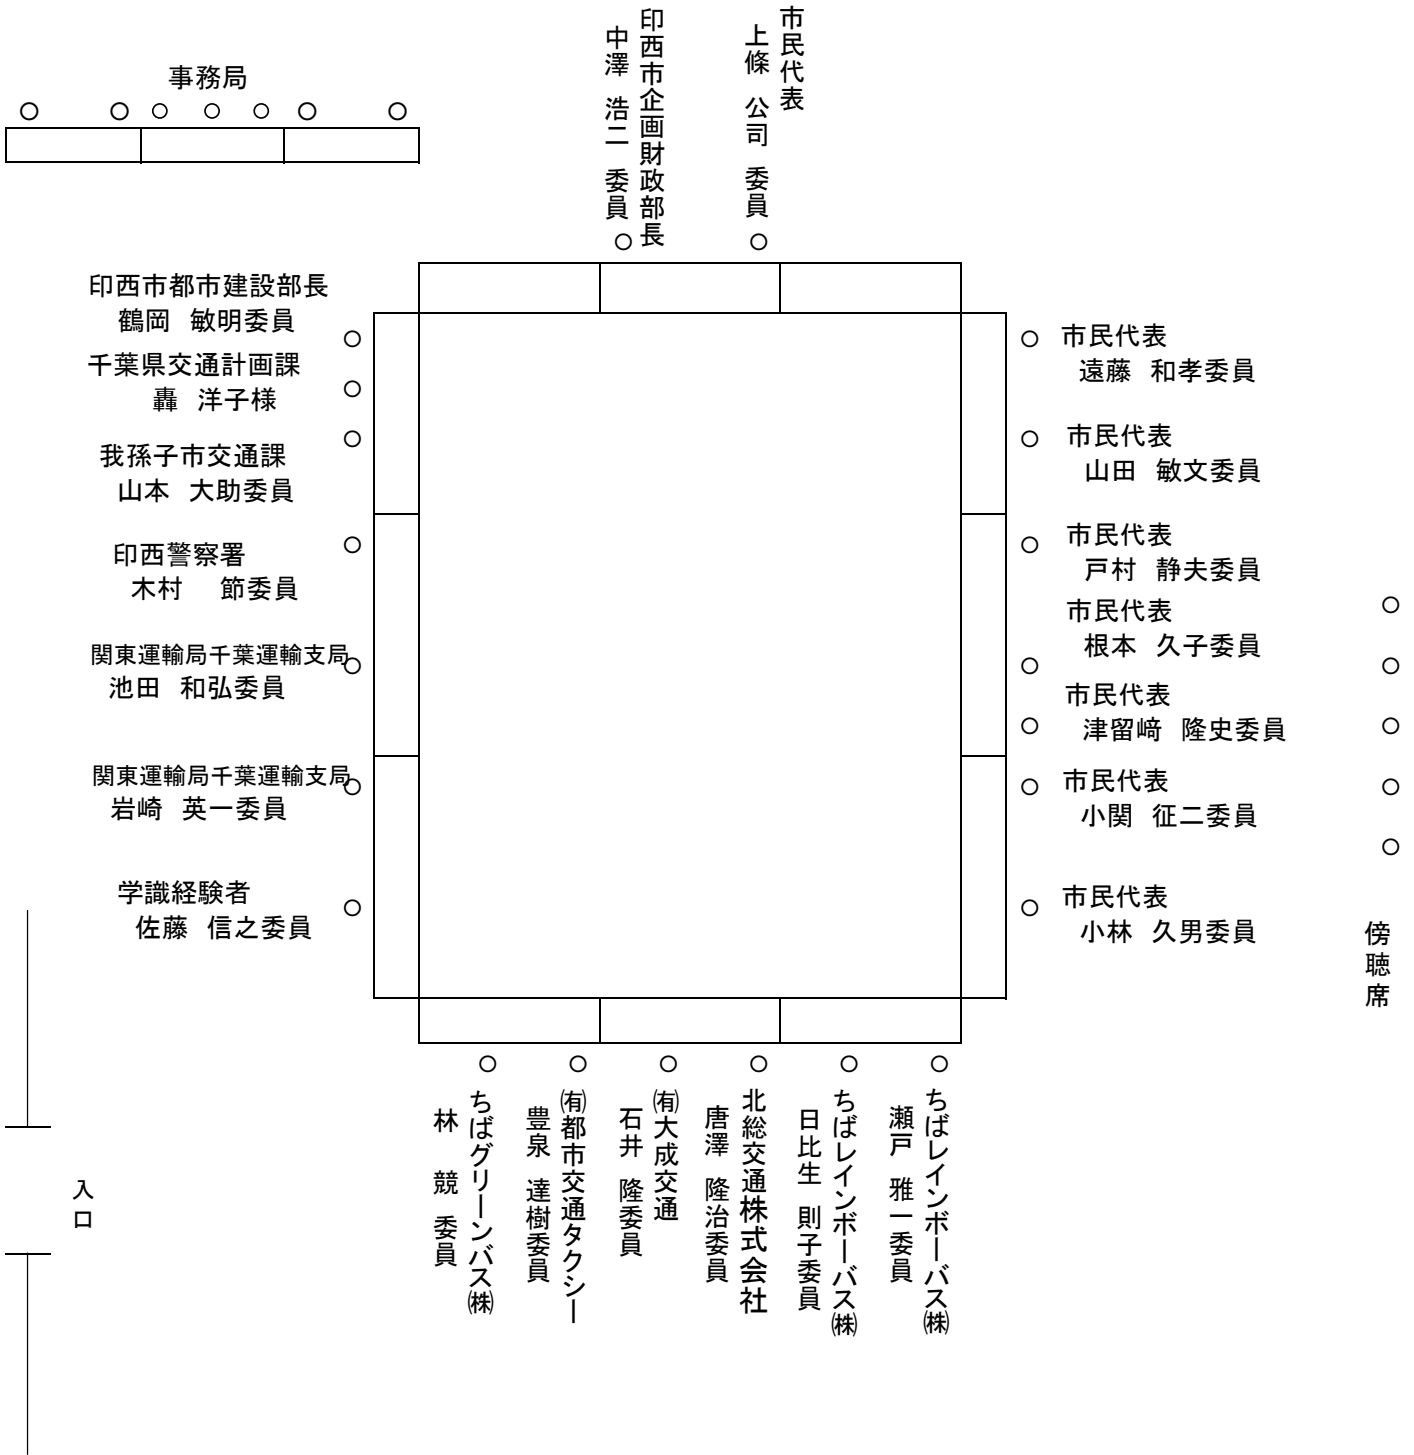 事務局
市民代表
上條 公司 委員
印西市企画財政部長
中澤 浩二 委員
印西市都市建設部長
鶴岡 敏明委員
千葉県交通計画課
轟 洋子様
我孫子市交通課
山本 大助委員
印西警察署
木村 節委員
関東運輸局千葉運輸支局
池田 和弘委員
関東運輸局千葉運輸支局
岩崎 英一委員
学識経験者
佐藤 信之委員
市民代表
遠藤 和孝委員
市民代表
山田 敏文委員
市民代表
戸村 静夫委員
市民代表
根本 久子委員
市民代表
津留﨑 隆史委員
市民代表
小関 征二委員
市民代表
小林 久男委員
傍聴席
ちばレインボーバス㈱
瀬戸 雅一委員
ちばレインボーバス㈱
日比生 則子委員
北総交通株式会社
唐澤 隆治委員
㈲大成交通
石井 隆委員
㈲都市交通タクシー
豊泉 達樹委員
ちばグリーンバス㈱
林 競 委員
入口